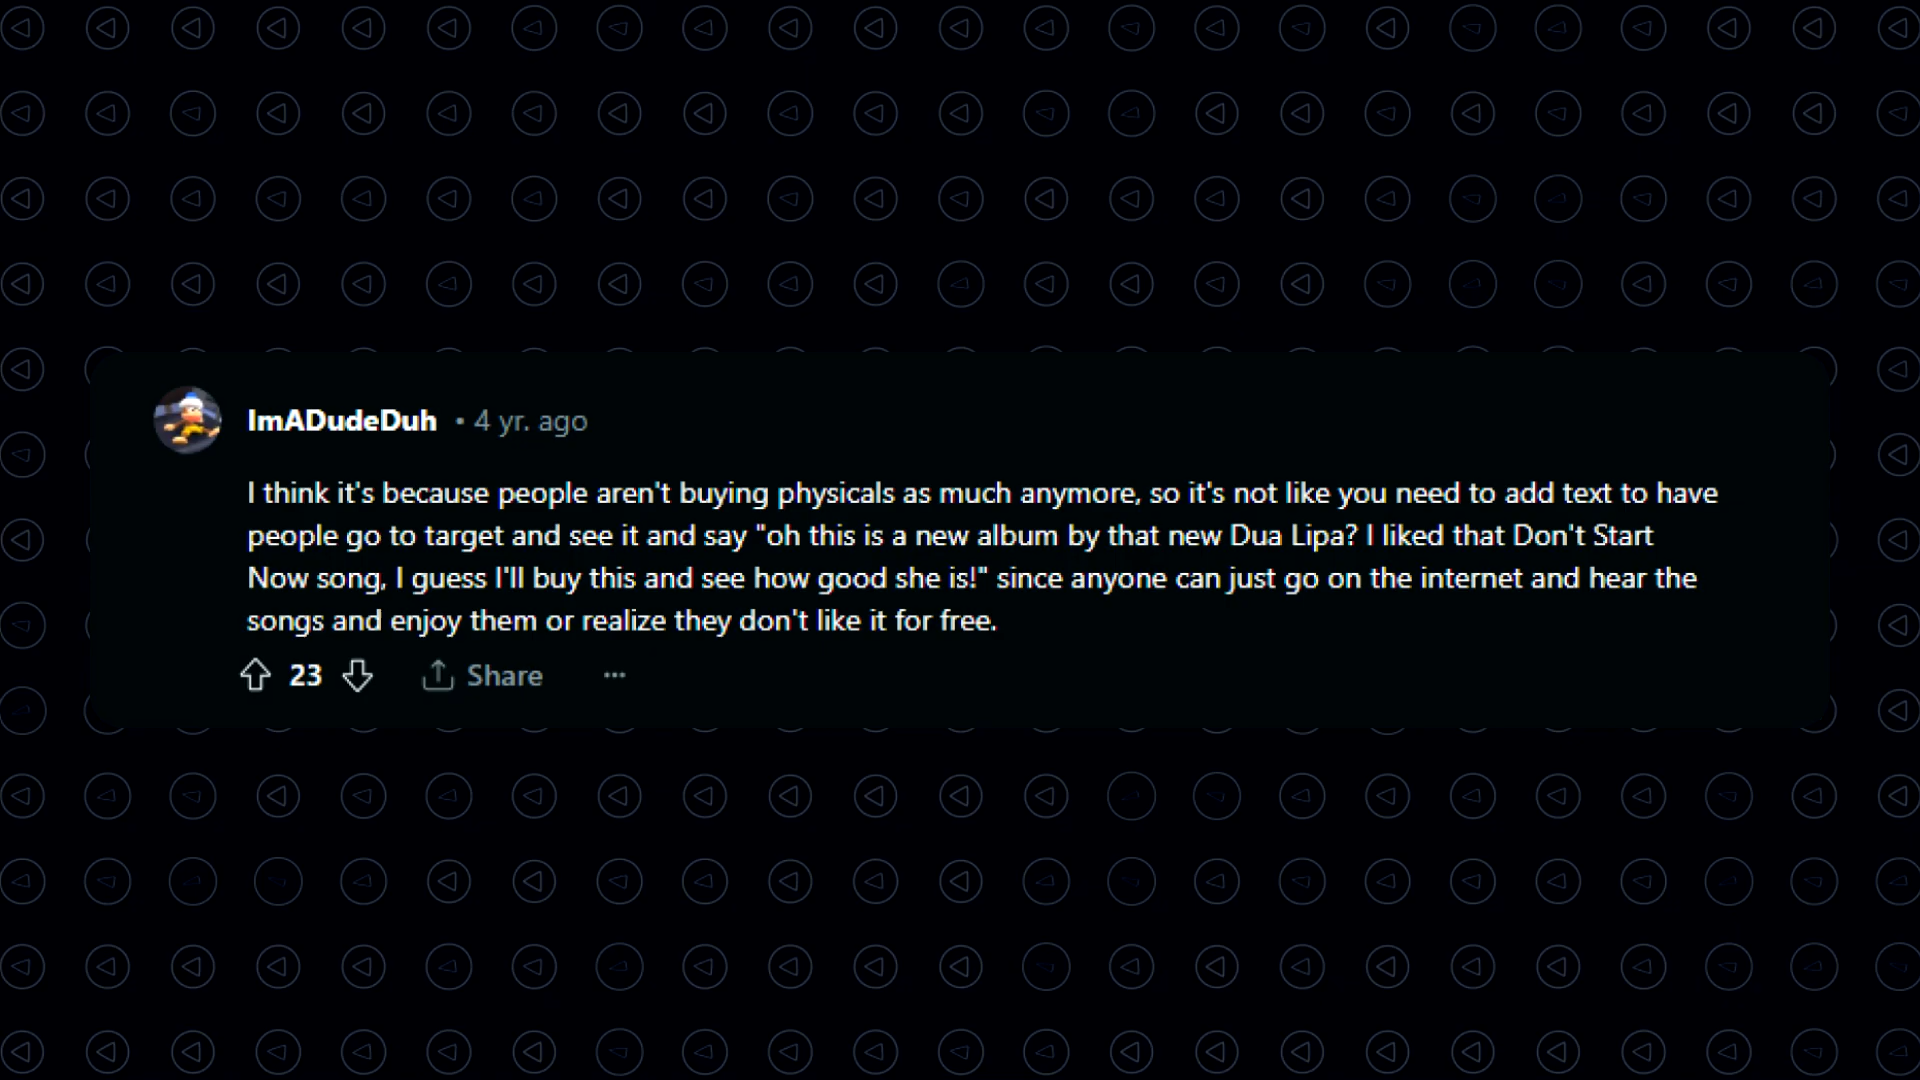 ImADudeDuh • 4 yr. ago
I think it's because people aren't buying physicals as much anymore, so it's not like you need to add text to have
people go to target and see it and say "oh this is a new album by that new Dua Lipa? I liked that Don't Start
Now song, I guess I'll buy this and see how good she is!" since anyone can just go on the internet and hear the
songs and enjoy them or realize they don't like it for free.
23 Share ...